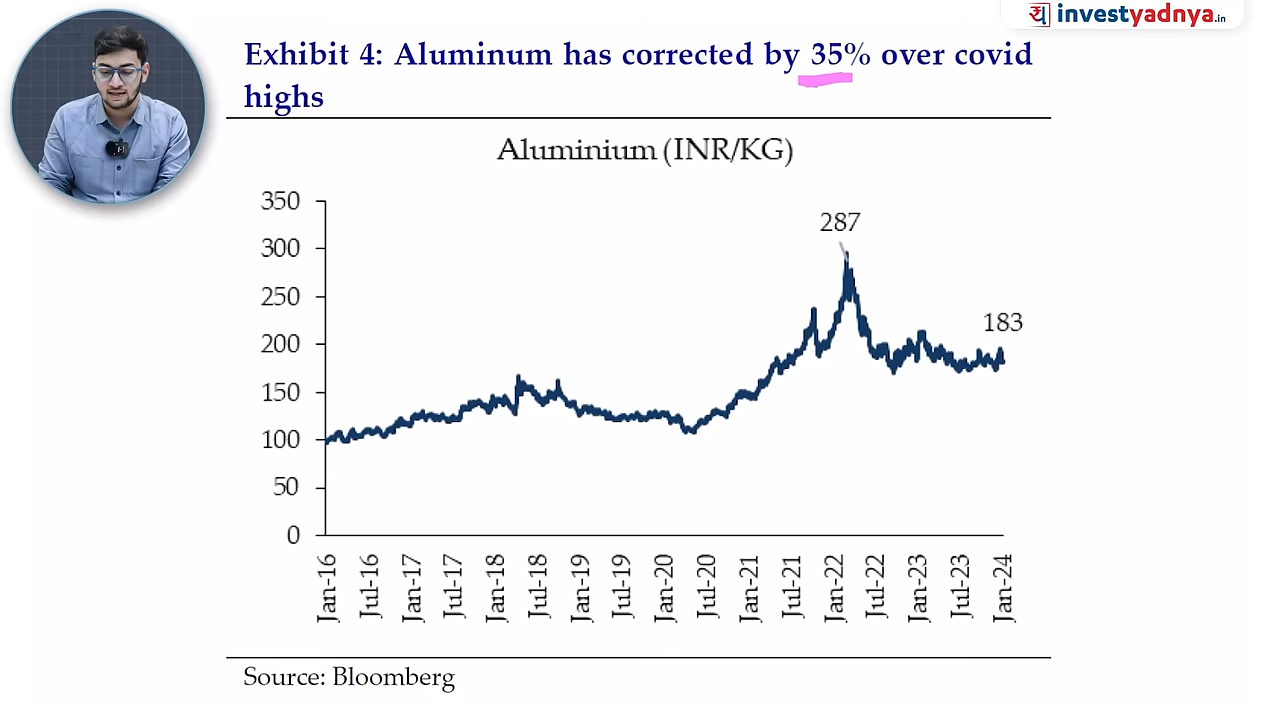 यु investyadnya.in
Exhibit 4: Aluminum has corrected by 35% over covid
highs
Aluminium (INR/KG)
350
300
250
200
150
100
50
0
287
183
Jan-16
Jul-16
Jan-17
Jul-17
Jan-18
Jul-18
Jan-19
Jul-19
Jan-20
Jul-20
Jan-21
Jul-21
Jan-22
Jul-22
Jan-23
Jul-23
Jan-24
Source: Bloomberg